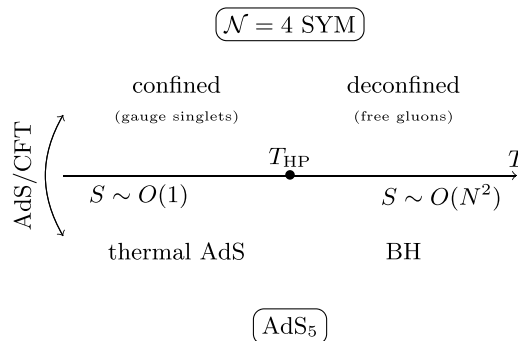 𝒩 = 4 SYM
confined deconfined
(gauge singlets) (free gluons)
AdS/CFT
T_HP T
S ∼ O(1) S ∼ O(N²)
thermal AdS BH
AdS₅